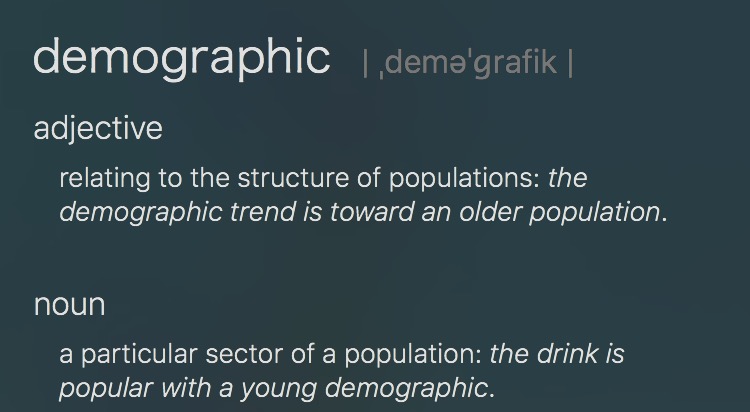 demographic | ˌdeməˈɡrafik |
adjective
relating to the structure of populations: the
demographic trend is toward an older population.
noun
a particular sector of a population: the drink is
popular with a young demographic.